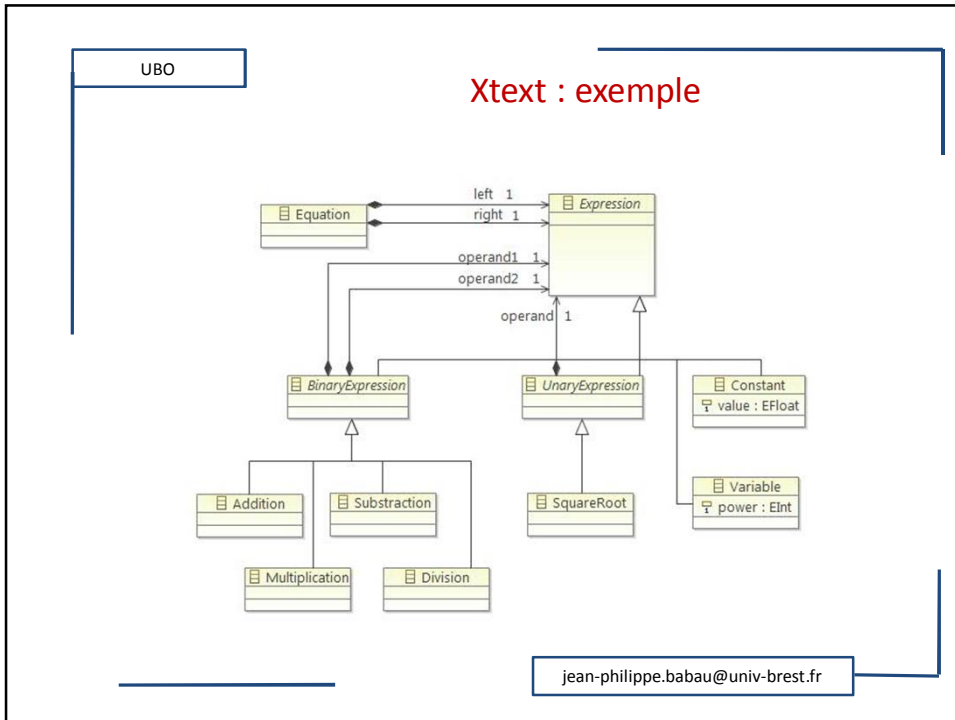 UBO
Xtext : exemple
left 1
Equation
Expression
right 1
operand1 1
operand2 1
operand 1
BinaryExpression
UnaryExpression
Constant
value : EFloat
Variable
power : EInt
Addition
Substraction
SquareRoot
Multiplication
Division
jean-philippe.babau@univ-brest.fr